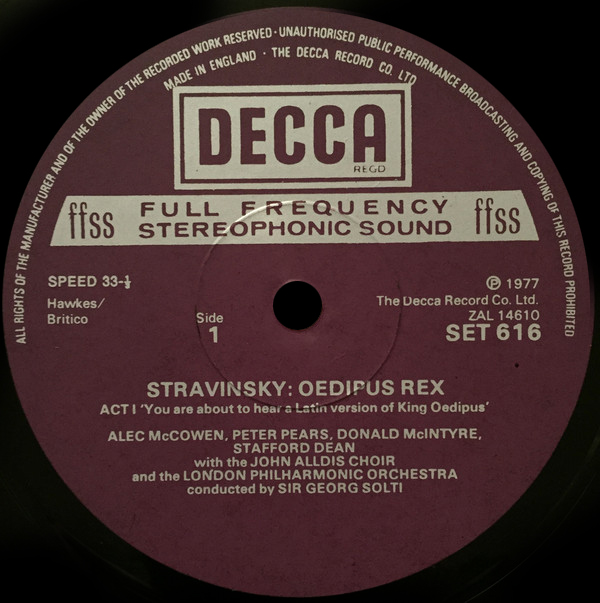 ALL RIGHTS OF THE MANUFACTURER AND OF THE OWNER OF THE RECORDED WORK RESERVED · UNAUTHORISED PUBLIC PERFORMANCE BROADCASTING AND COPYING OF THIS RECORD PROHIBITED
MADE IN ENGLAND · THE DECCA RECORD CO. LTD
DECCA
REGD
ffss FULL FREQUENCY STEREOPHONIC SOUND ffss
SPEED 33-⅓
Hawkes/
Britico
Side
1
℗ 1977
The Decca Record Co. Ltd.
ZAL 14610
SET 616
STRAVINSKY: OEDIPUS REX
ACT I 'You are about to hear a Latin version of King Oedipus'
ALEC McCOWEN, PETER PEARS, DONALD McINTYRE,
STAFFORD DEAN
with the JOHN ALLDIS CHOIR
and the LONDON PHILHARMONIC ORCHESTRA
conducted by SIR GEORG SOLTI